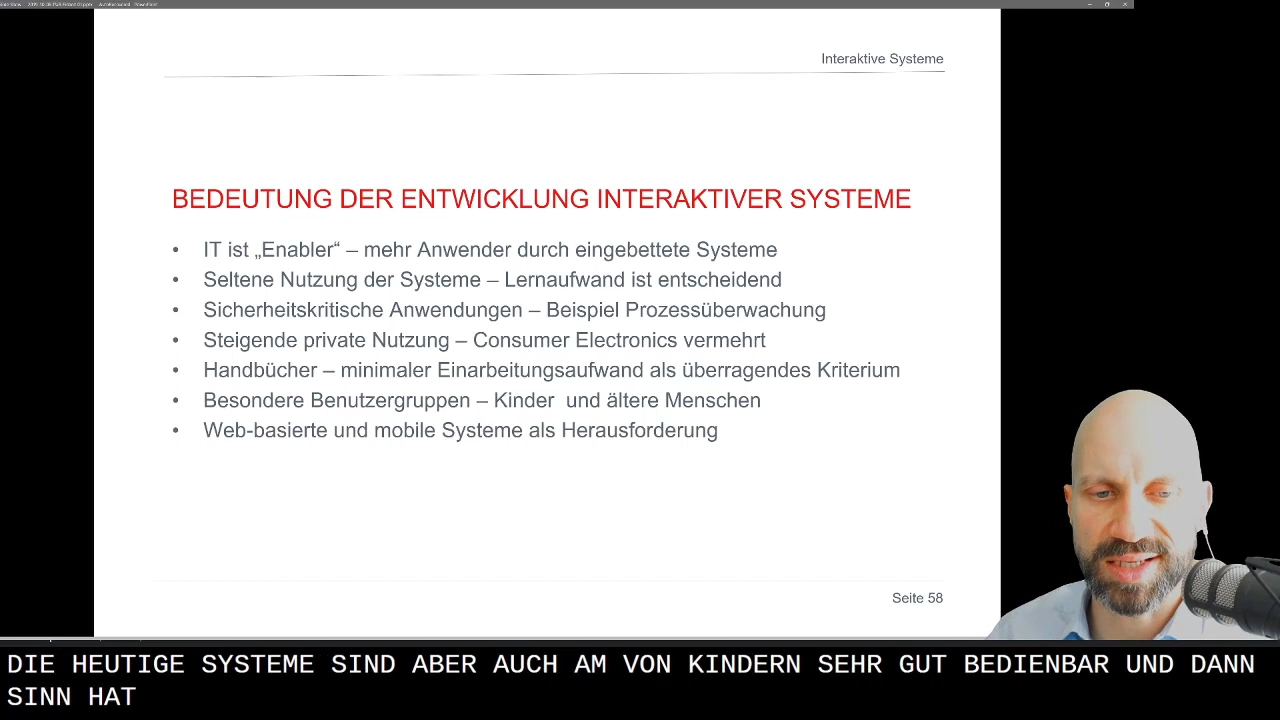 Interaktive Systeme
BEDEUTUNG DER ENTWICKLUNG INTERAKTIVER SYSTEME
• IT ist „Enabler“ – mehr Anwender durch eingebettete Systeme
• Seltene Nutzung der Systeme – Lernaufwand ist entscheidend
• Sicherheitskritische Anwendungen – Beispiel Prozessüberwachung
• Steigende private Nutzung – Consumer Electronics vermehrt
• Handbücher – minimaler Einarbeitungsaufwand als überragendes Kriterium
• Besondere Benutzergruppen – Kinder  und ältere Menschen
• Web-basierte und mobile Systeme als Herausforderung
Seite 58
DIE HEUTIGE SYSTEME SIND ABER AUCH AM VON KINDERN SEHR GUT BEDIENBAR UND DANN
SINN HAT